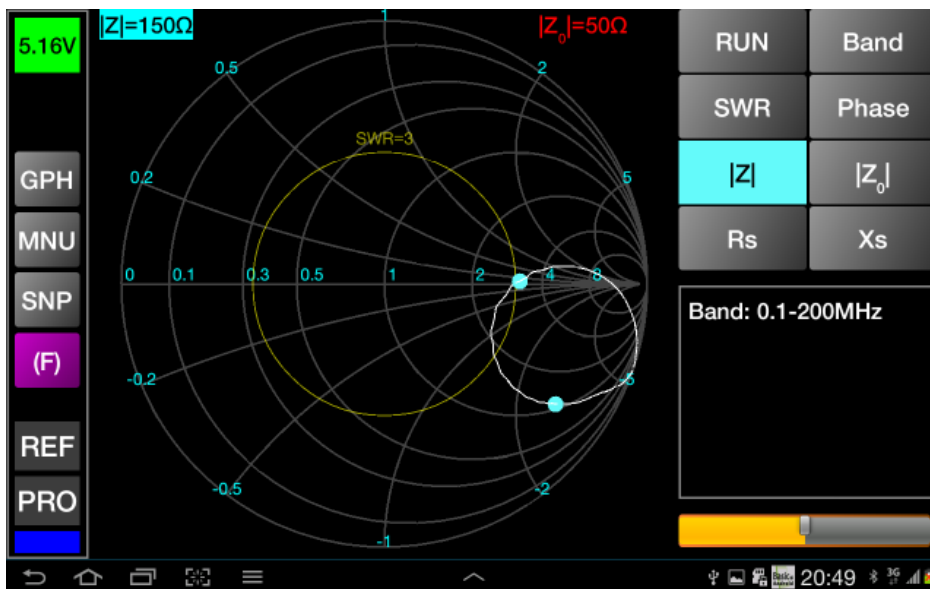 5.16V
|Z|=150Ω
|Z₀|=50Ω
1
0.5
2
SWR=3
0.2
5
0 0.1 0.3 0.5 1 2 4 8
-0.2
-5
-0.5
-2
-1
GPH
MNU
SNP
(F)
REF
PRO
RUN Band
SWR Phase
|Z| |Z₀|
Rs Xs
Band: 0.1-200MHz
20:49
3G